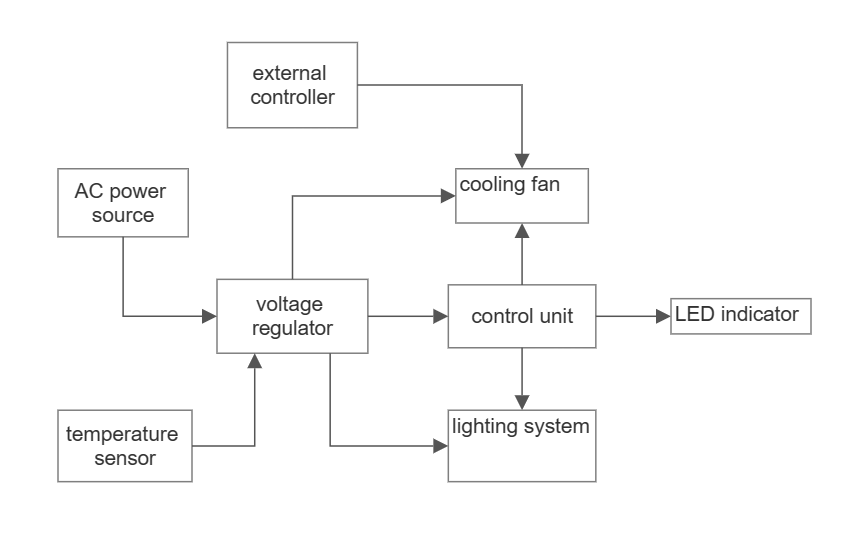 external
controller
AC power
source
cooling fan
voltage
regulator
control unit
LED indicator
temperature
sensor
lighting system